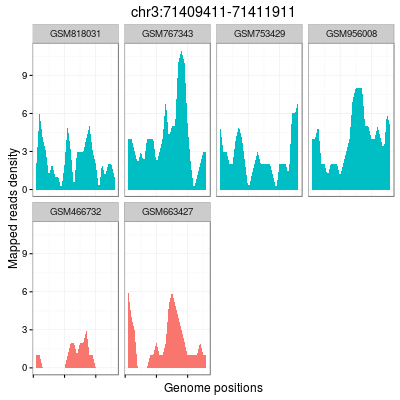 chr3:71409411-71411911
GSM818031 GSM767343 GSM753429 GSM956008
9
6
3
0
GSM466732 GSM663427
9
6
3
0
Mapped reads density
Genome positions